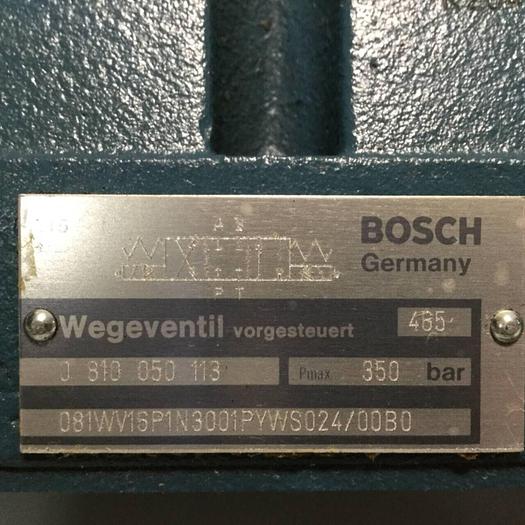 A B
BOSCH
Germany
P T
Wegeventil vorgesteuert 485
0 810 050 113 Pmax 350 bar
081WV16P1N3001PYWS024/00B0